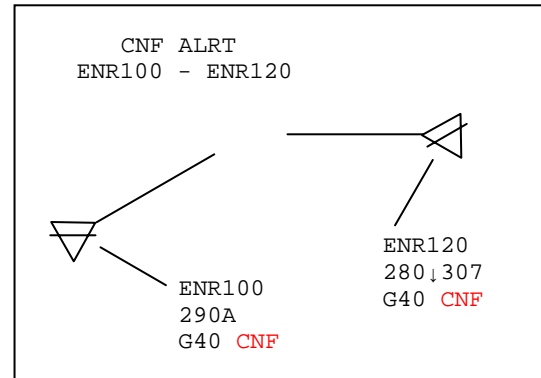 CNF ALRT
ENR100 - ENR120
ENR120
280↓307
G40 CNF
ENR100
290A
G40 CNF